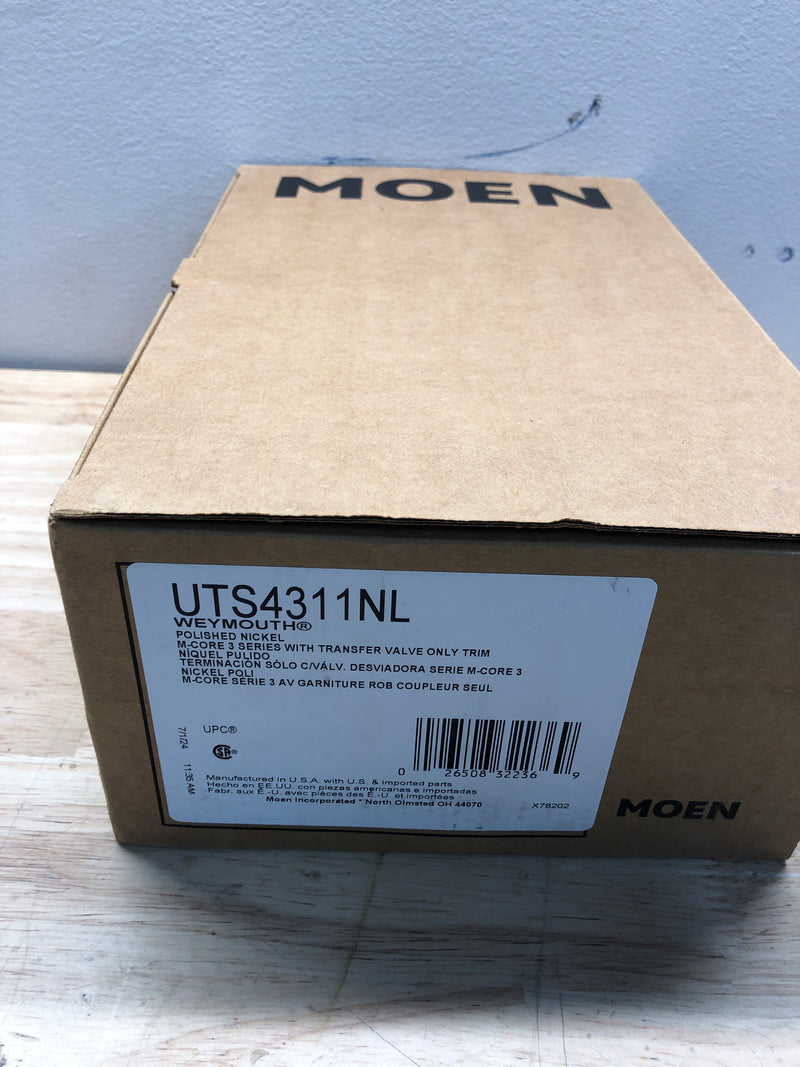 MOEN
UTS4311NL
WEYMOUTH®
POLISHED NICKEL
M-CORE 3 SERIES WITH TRANSFER VALVE ONLY TRIM
NÍQUEL PULIDO
TERMINACIÓN SÓLO C/VÁLV. DESVIADORA SERIE M-CORE 3
NICKEL POLI
M-CORE SÉRIE 3 AV GARNITURE ROB COUPLEUR SEUL
UPC®
SA®
7/1/24 11:35 AM
0 26508 32236 9
Manufactured in U.S.A. with U.S. & imported parts
Hecho en EE.UU. con piezas americanas e importadas
Fabr. aux É.-U. avec pièces des É.-U. et importées
Moen Incorporated * North Olmsted OH 44070
X78202
MOEN